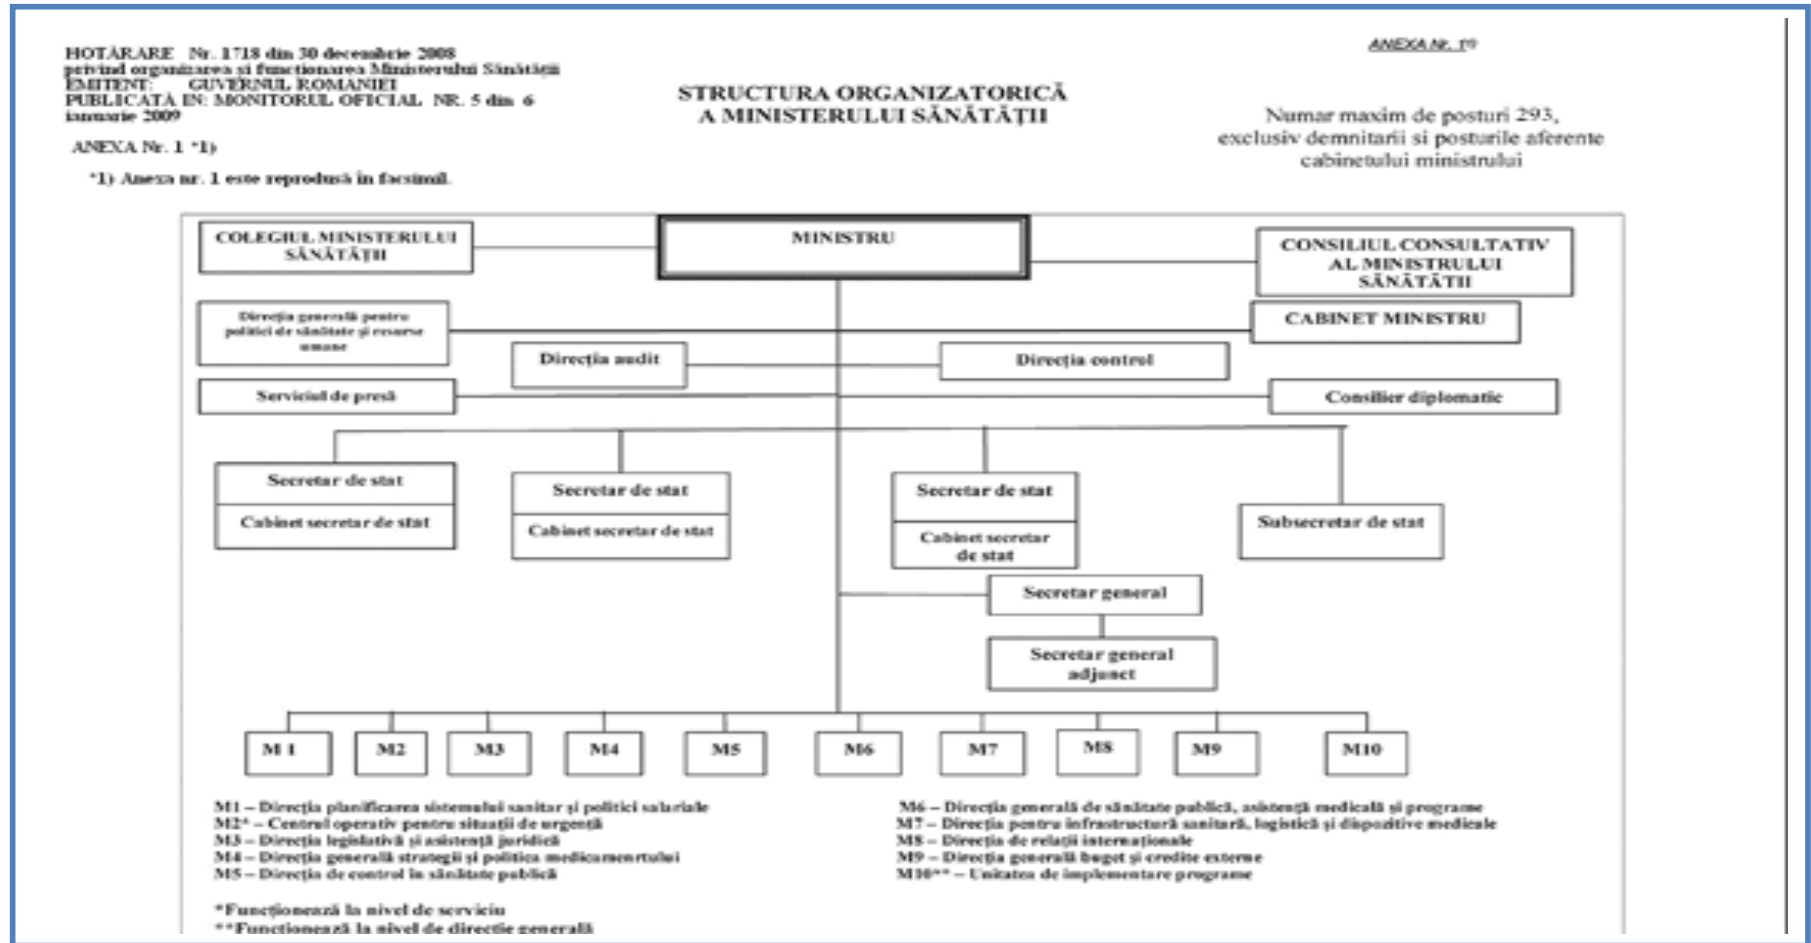 HOTĂRARE Nr. 1718 din 30 decembrie 2008
privind organizarea şi funcţionarea Ministerului Sănătăţii
EMITENT: GUVERNUL ROMANIEI
PUBLICATĂ IN: MONITORUL OFICIAL NR. 5 din 6
ianuarie 2009
ANEXA Nr. 1 *1)
*1) Anexa nr. 1 este reprodusă în facsimil.
STRUCTURA ORGANIZATORICĂ
A MINISTERULUI SĂNĂTĂŢII
ANEXA Nr. 1*)
Numar maxim de posturi 293,
exclusiv demnitarii si posturile aferente
cabinetului ministrului
COLEGIUL MINISTERULUI
SĂNĂTĂŢII
MINISTRU
CONSILIUL CONSULTATIV
AL MINISTRULUI
SĂNĂTĂTII
Direcţia generală pentru
politici de sănătate şi resurse
umane
CABINET MINISTRU
Direcţia audit
Direcţia control
Serviciul de presă
Consilier diplomatic
Secretar de stat
Cabinet secretar de stat
Secretar de stat
Cabinet secretar de stat
Secretar de stat
Cabinet secretar
de stat
Subsecretar de stat
Secretar general
Secretar general
adjunct
M 1
M2
M3
M4
M5
M6
M7
M8
M9
M10
M1 – Direcţia planificarea sistemului sanitar şi politici salariale
M2* – Centrul operativ pentru situaţii de urgenţă
M3 – Direcţia legislativă şi asistenţă juridică
M4 – Direcţia generală strategii şi politica medicamenrtului
M5 – Direcţia de control în sănătate publică
M6 – Direcţia generală de sănătate publică, asistenţă medicală şi programe
M7 – Direcţia pentru infrastructură sanitară, logistică şi dispozitive medicale
M8 – Direcţia de relaţii internaţionale
M9 – Direcţia generală buget şi credite externe
M10** – Unitatea de implementare programe
*Funcţionează la nivel de serviciu
**Funcţionează la nivel de direcţie generală